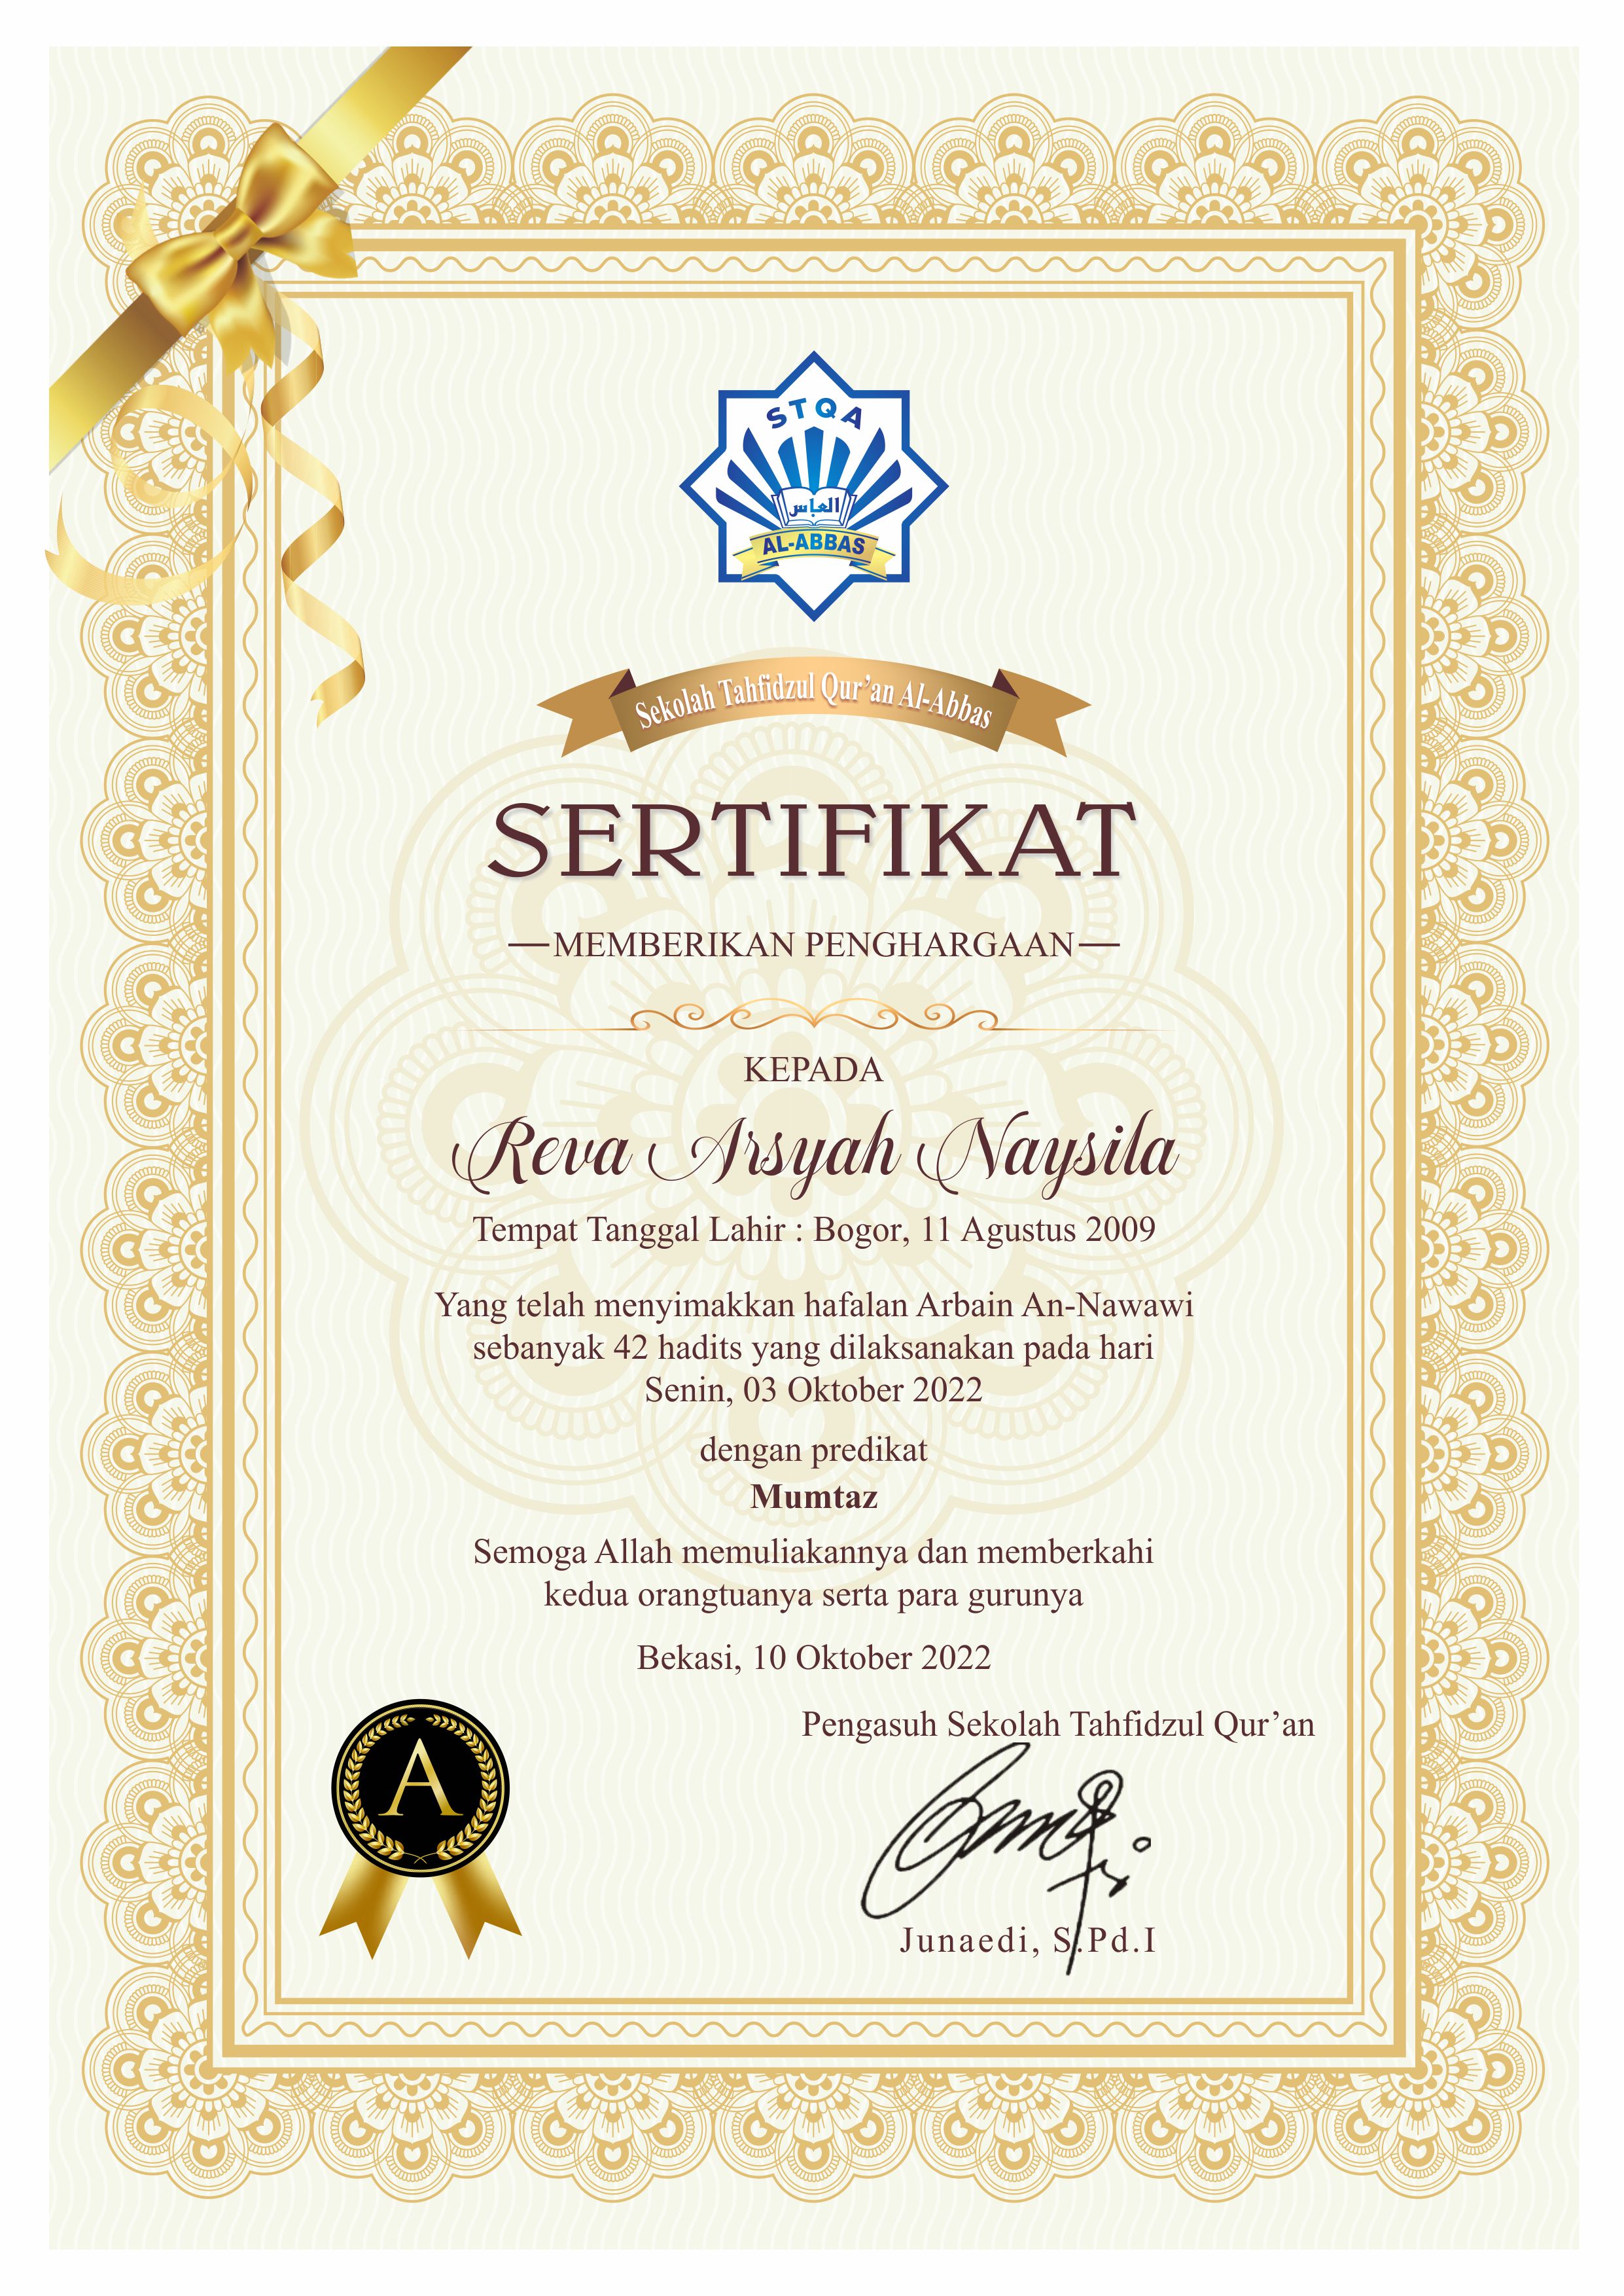 STQA
العباس
AL-ABBAS
Sekolah Tahfidzul Qur’an Al-Abbas
SERTIFIKAT
MEMBERIKAN PENGHARGAAN
KEPADA
Reva Arsyah Naysila
Tempat Tanggal Lahir : Bogor, 11 Agustus 2009
Yang telah menyimakkan hafalan Arbain An-Nawawi
sebanyak 42 hadits yang dilaksanakan pada hari
Senin, 03 Oktober 2022
dengan predikat
Mumtaz
Semoga Allah memuliakannya dan memberkahi
kedua orangtuanya serta para gurunya
Bekasi, 10 Oktober 2022
Pengasuh Sekolah Tahfidzul Qur’an
A
Junaedi, S.Pd.I